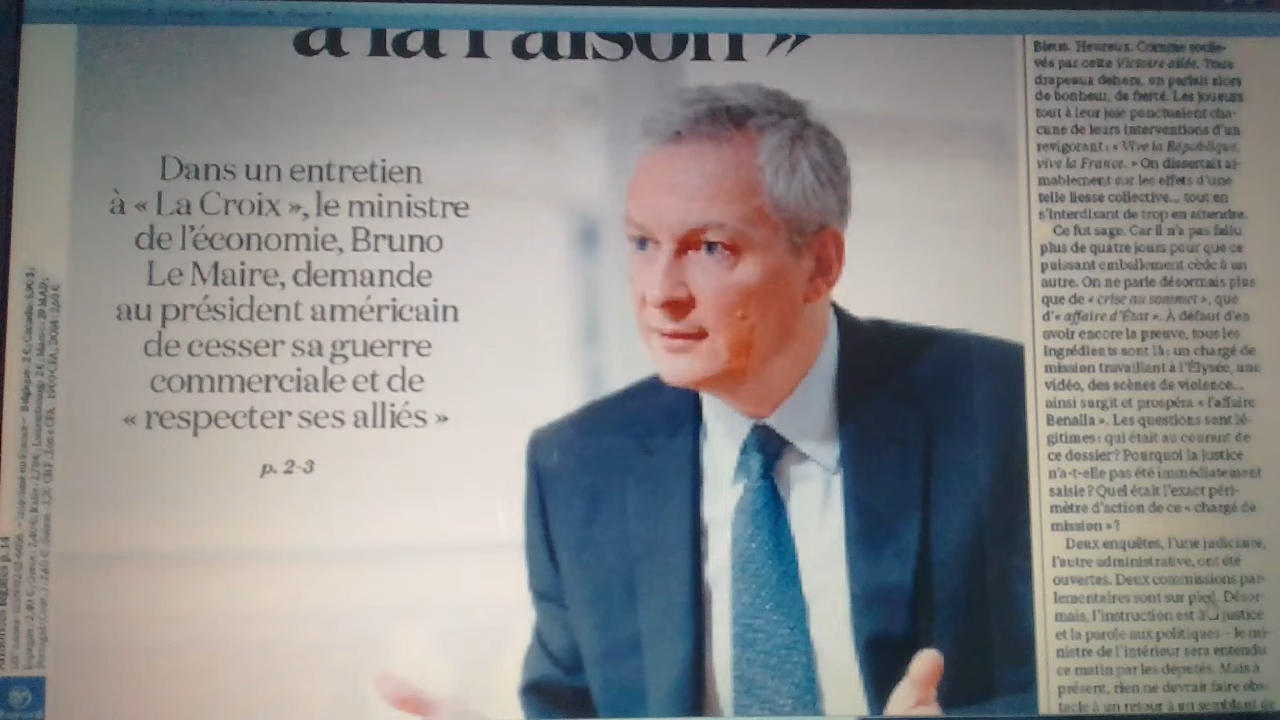 à la raison »
Dans un entretien
à « La Croix », le ministre
de l'économie, Bruno
Le Maire, demande
au président américain
de cesser sa guerre
commerciale et de
« respecter ses alliés »
p. 2-3
Bleus. Heureux. Comme soule-
vés par cette Victoire ailée. Tous
drapeaux dehors, on parlait alors
de bonheur, de fierté. Les joueurs
tout à leur joie ponctuaient cha-
cune de leurs interventions d'un
revigorant : « Vive la République,
vive la France. » On dissertait ai-
mablement sur les effets d'une
telle liesse collective... tout en
s'interdisant de trop en attendre.
Ce fut sage. Car il n'a pas fallu
plus de quatre jours pour que ce
puissant emballement cède à un
autre. On ne parle désormais plus
que de « crise au sommet », que
d'« affaire d'État ». À défaut d'en
avoir encore la preuve, tous les
ingrédients sont là : un chargé de
mission travaillant à l'Élysée, une
vidéo, des scènes de violence...
ainsi surgit et prospéra « l'affaire
Benalla ». Les questions sont lé-
gitimes : qui était au courant de
ce dossier ? Pourquoi la justice
n'a-t-elle pas été immédiatement
saisie ? Quel était l'exact péri-
mètre d'action de ce « chargé de
mission » ?
Deux enquêtes, l'une judiciaire,
l'autre administrative, ont été
ouvertes. Deux commissions par-
lementaires sont sur pied. Désor-
mais, l'instruction est à la justice
et la parole aux politiques – le mi-
nistre de l'intérieur sera entendu
ce matin par les députés. Mais à
présent, rien ne devrait faire obs-
tacle à un retour à un semblant de